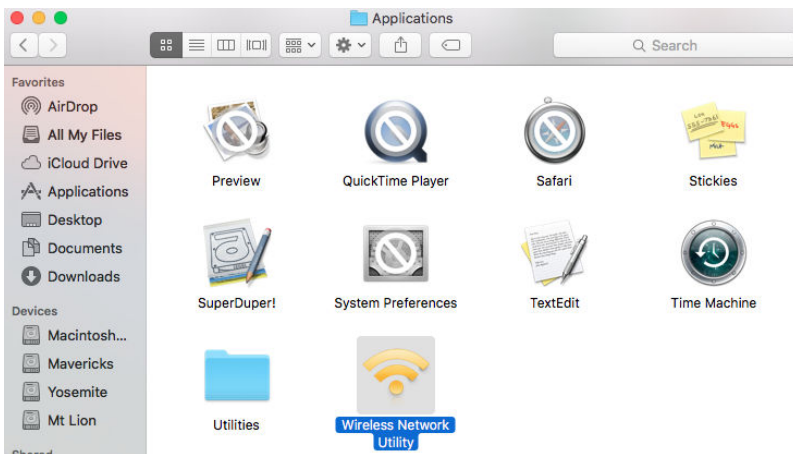 Applications
Search
Favorites
AirDrop
All My Files
iCloud Drive
Applications
Desktop
Documents
Downloads
Devices
Macintosh...
Mavericks
Yosemite
Mt Lion
Shared
Preview
QuickTime Player
Safari
Stickies
SuperDuper!
System Preferences
TextEdit
Time Machine
Utilities
Wireless Network
Utility